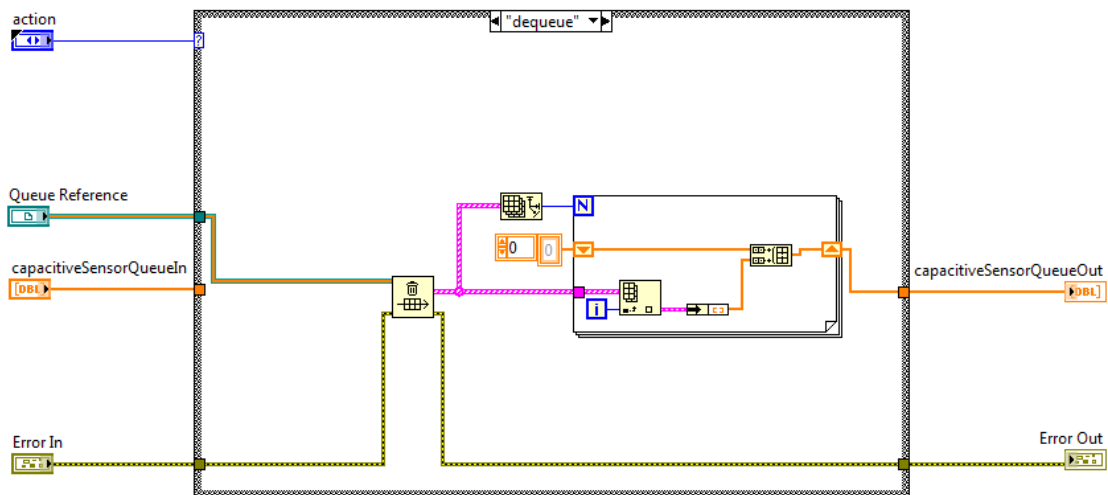 action
"dequeue"
?
Queue Reference
N
0
0
capacitiveSensorQueueIn
[DBL]
capacitiveSensorQueueOut
DBL]
i
Error In
Error Out